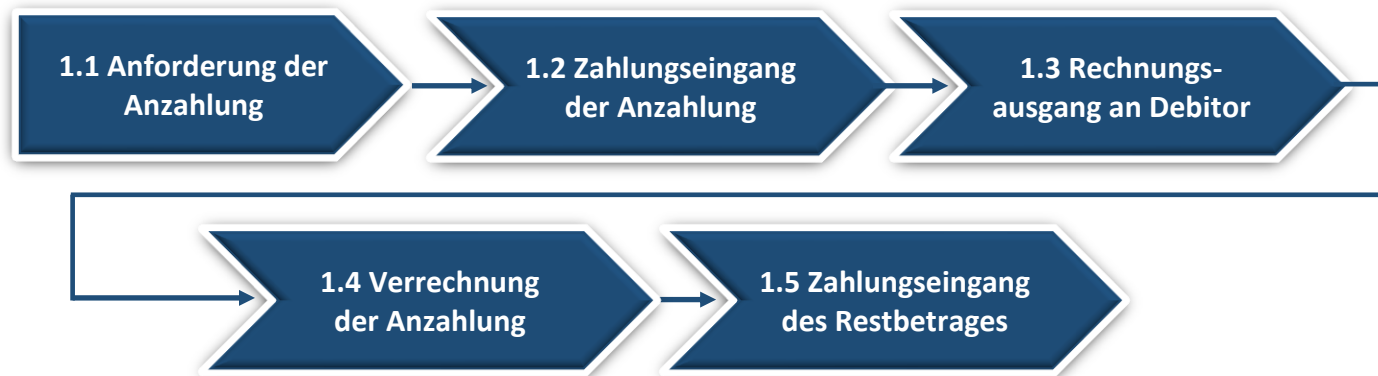 1.1 Anforderung der
Anzahlung
1.2 Zahlungseingang
der Anzahlung
1.3 Rechnungs-
ausgang an Debitor
1.4 Verrechnung
der Anzahlung
1.5 Zahlungseingang
des Restbetrages